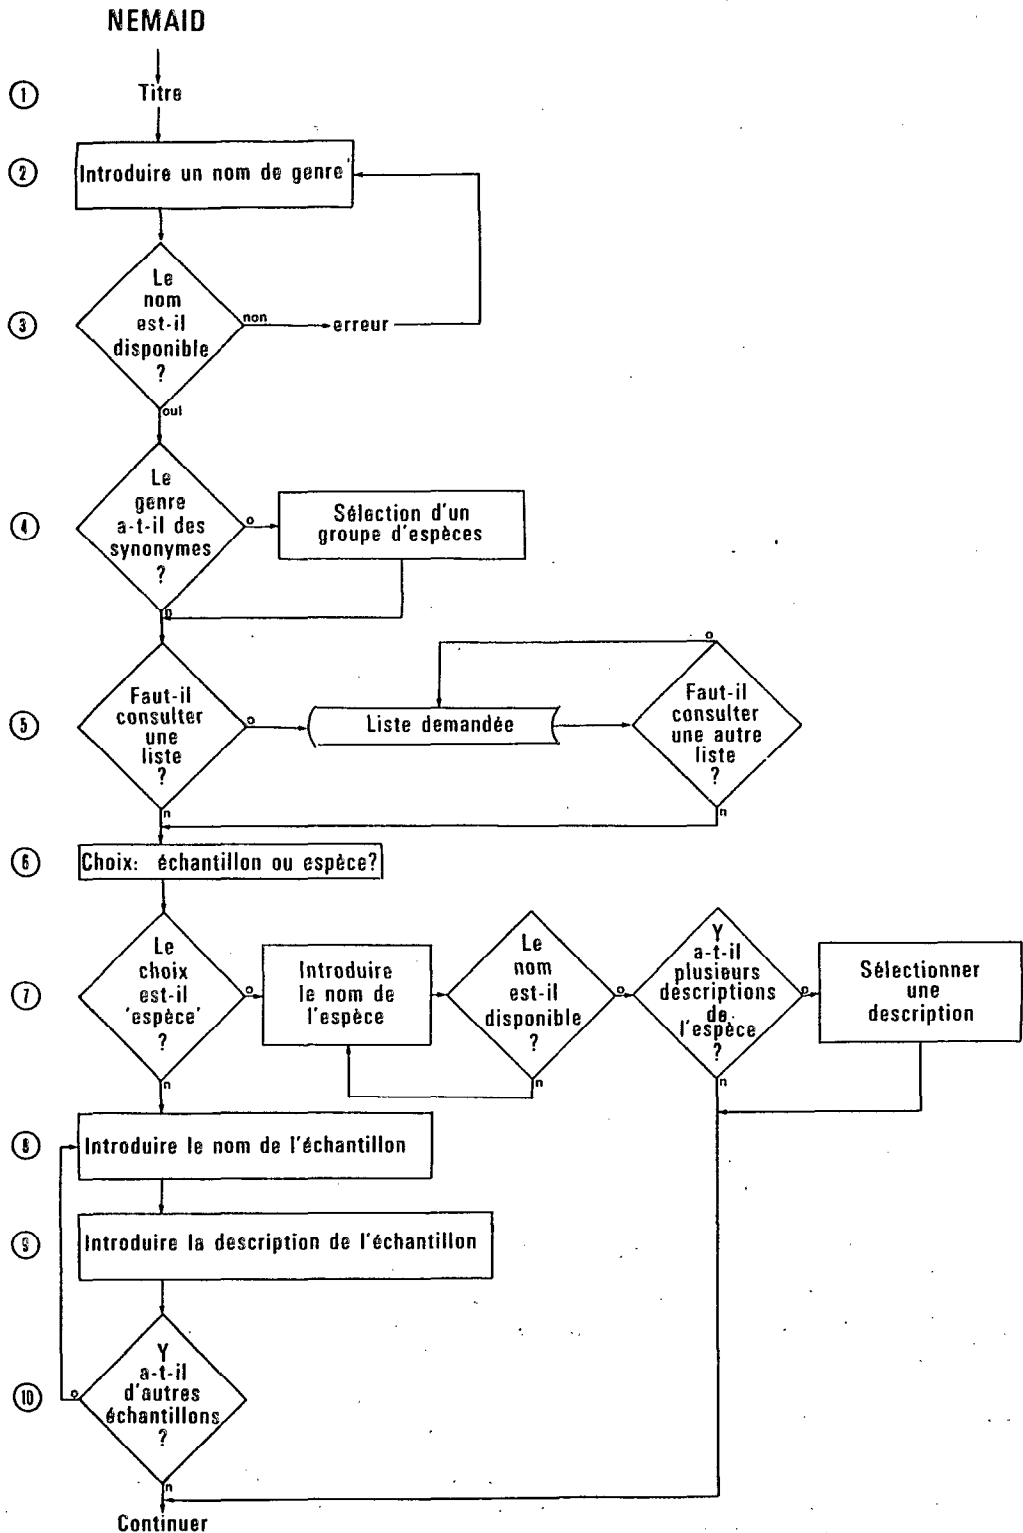 NEMAID
1
Titre
2
Introduire un nom de genre
3
Le
nom
est-il
disponible
?
non
erreur
oui
4
Le
genre
a-t-il des
synonymes
?
o
Sélection d'un
groupe d'espèces
n
5
Faut-il
consulter
une
liste
?
o
Liste demandée
o
Faut-il
consulter
une autre
liste
?
n
n
6
Choix: échantillon ou espèce?
7
Le
choix
est-il
'espèce'
?
o
Introduire
le nom de
l'espèce
Le
nom
est-il
disponible
?
o
n
Y
a-t-il
plusieurs
descriptions
de
l'espèce
?
o
Sélectionner
une
description
n
n
8
Introduire le nom de l'échantillon
9
Introduire la description de l'échantillon
10
Y
a-t-il
d'autres
échantillons
?
o
n
Continuer